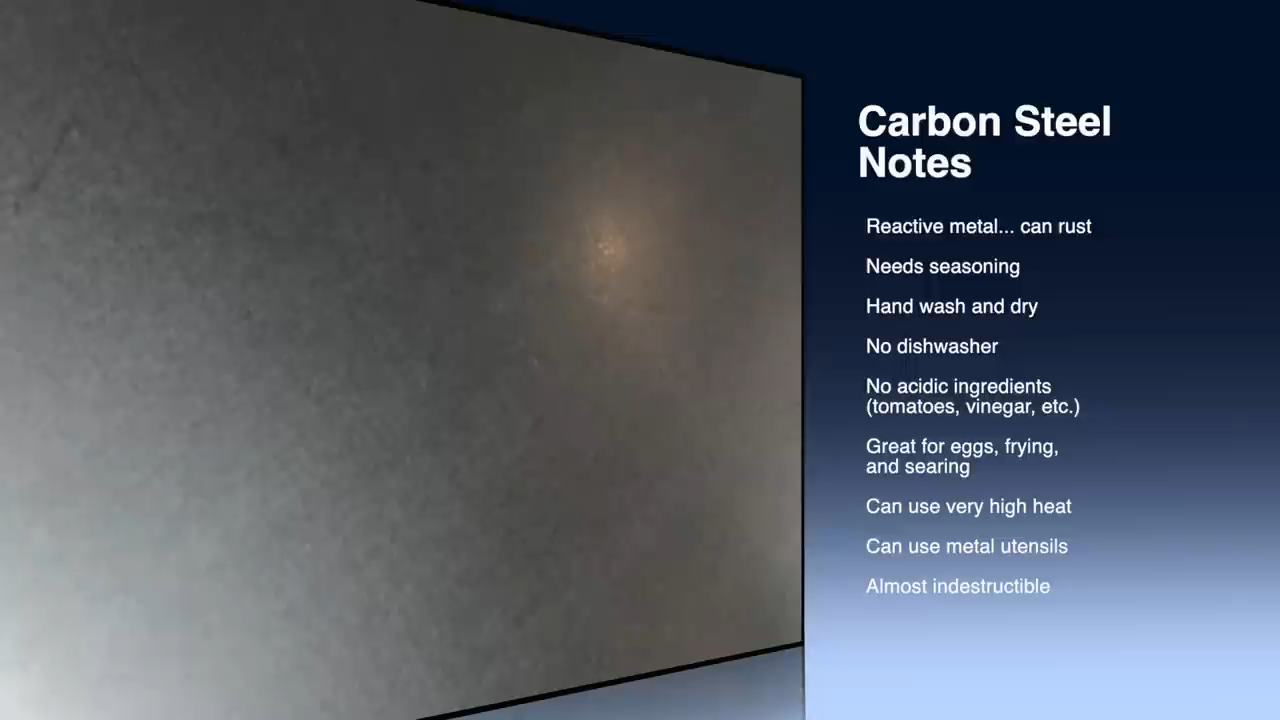 Carbon Steel
Notes
Reactive metal... can rust
Needs seasoning
Hand wash and dry
No dishwasher
No acidic ingredients
(tomatoes, vinegar, etc.)
Great for eggs, frying,
and searing
Can use very high heat
Can use metal utensils
Almost indestructible